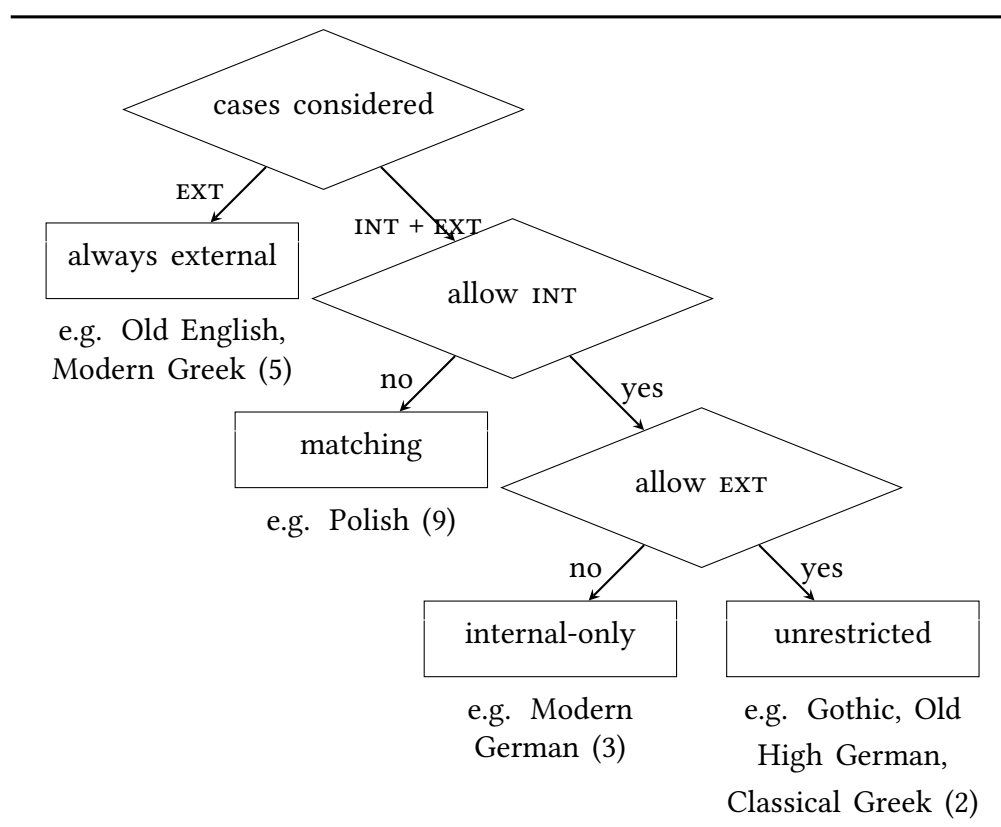 cases considered
EXT
INT + EXT
always external
e.g. Old English,
Modern Greek (5)
allow INT
no
yes
matching
e.g. Polish (9)
allow EXT
no
yes
internal-only
e.g. Modern
German (3)
unrestricted
e.g. Gothic, Old
High German,
Classical Greek (2)